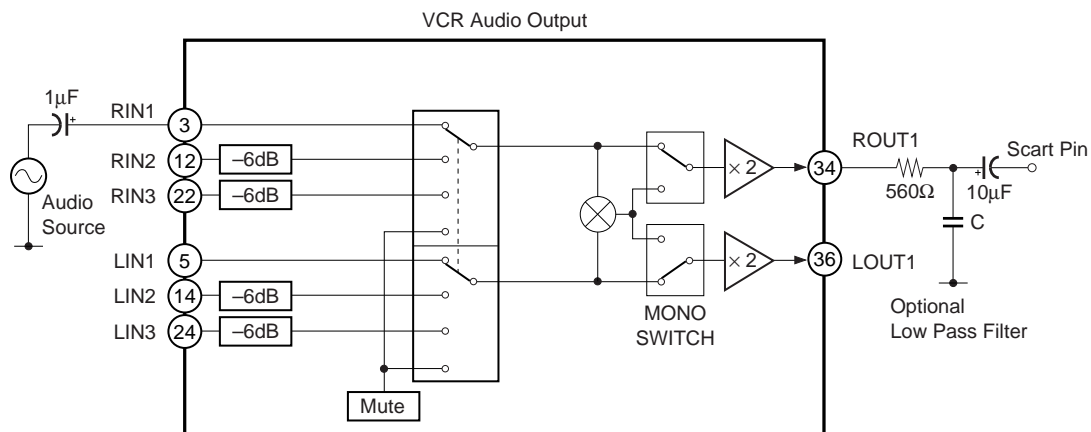 VCR Audio Output
1μF
RIN1
3
RIN2
12
–6dB
RIN3
22
–6dB
Audio
Source
LIN1
5
LIN2
14
–6dB
LIN3
24
–6dB
Mute
× 2
× 2
MONO
SWITCH
34
ROUT1
36
LOUT1
560Ω
+
10μF
Scart Pin
C
Optional
Low Pass Filter
+